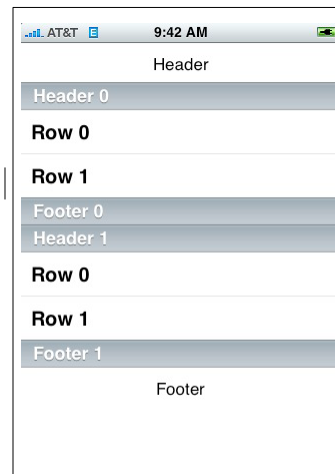 AT&T E 9:42 AM
Header
Header 0
Row 0
Row 1
Footer 0
Header 1
Row 0
Row 1
Footer 1
Footer